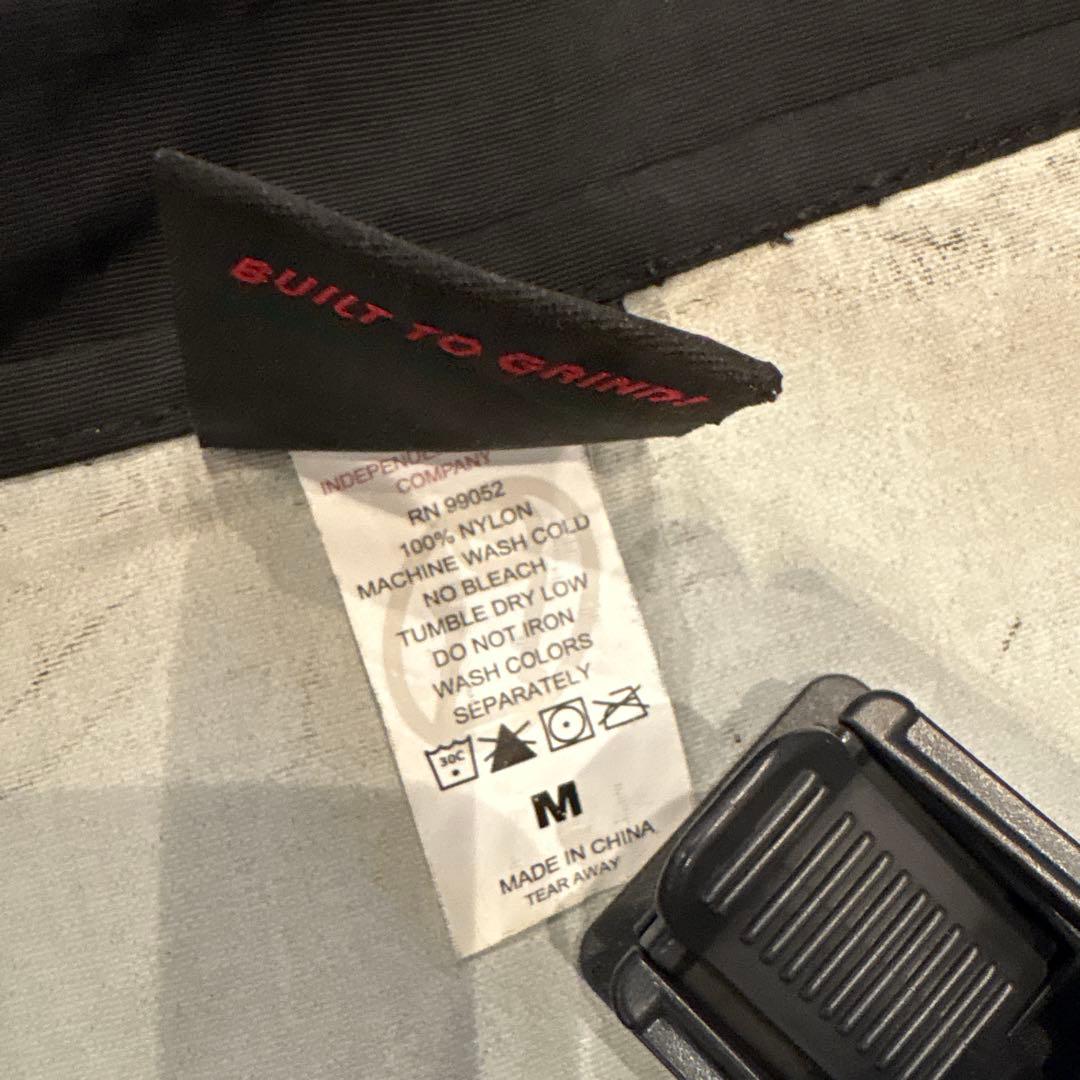 BUILT TO GRIND!
COMPANY
RN 99052
100% NYLON
MACHINE WASH COLD
NO BLEACH
TUMBLE DRY LOW
DO NOT IRON
WASH COLORS
SEPARATELY
30C
M
MADE IN CHINA
TEAR AWAY